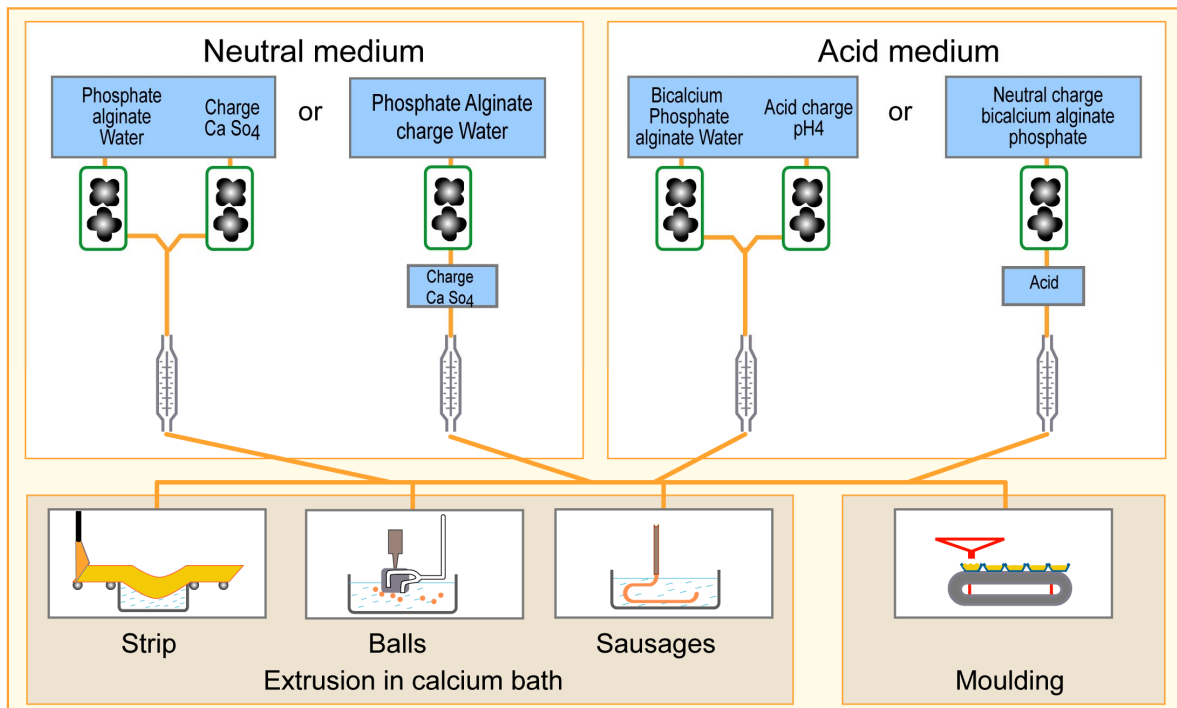 Neutral medium
Phosphate
alginate
Water
Charge
Ca So4
or
Phosphate Alginate
charge Water
Charge
Ca So4
Acid medium
Bicalcium
Phosphate
alginate Water
Acid charge
pH4
or
Neutral charge
bicalcium alginate
phosphate
Acid
Strip
Balls
Sausages
Extrusion in calcium bath
Moulding